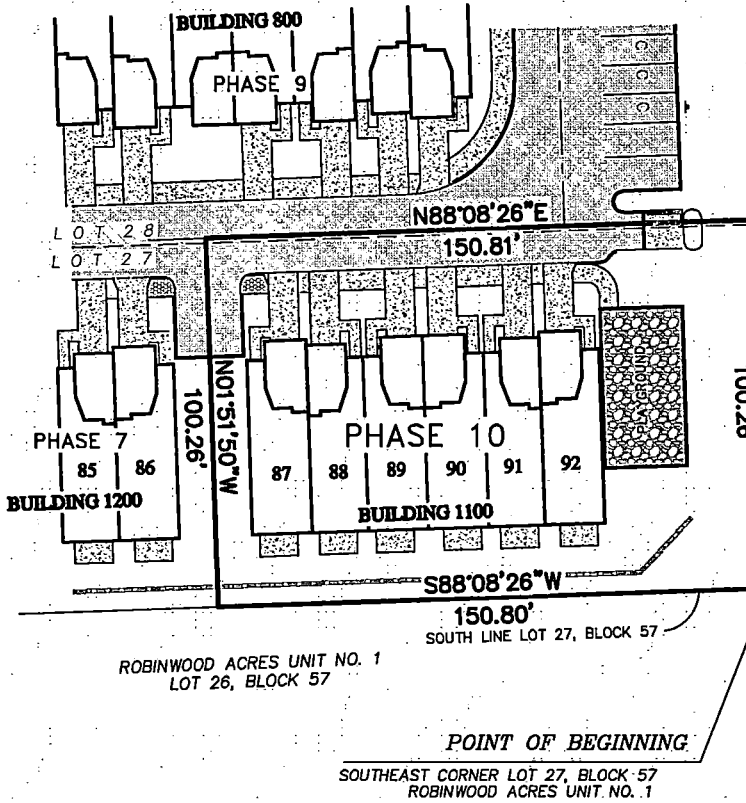 BUILDING 800
PHASE 9
C
C
C
C
N88°08'26"E
150.81'
LOT 28
LOT 27
N01°51'50"W
100.26'
PLAYGROUND
100.26
PHASE 7
85
86
BUILDING 1200
PHASE 10
87
88
89
90
91
92
BUILDING 1100
S88°08'26"W
150.80'
SOUTH LINE LOT 27, BLOCK 57
ROBINWOOD ACRES UNIT NO. 1
LOT 26, BLOCK 57
POINT OF BEGINNING
SOUTHEAST CORNER LOT 27, BLOCK 57
ROBINWOOD ACRES UNIT NO. 1